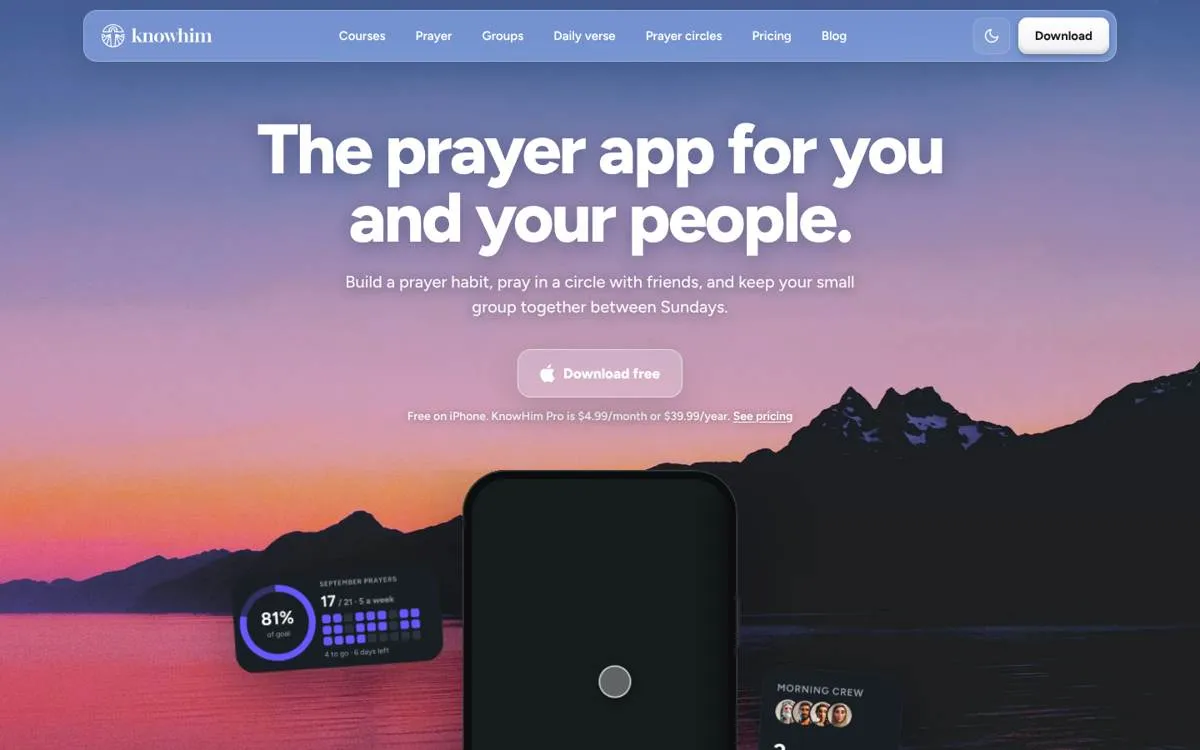 knowhim
Courses
Prayer
Groups
Daily verse
Prayer circles
Pricing
Blog
Download
The prayer app for you
and your people.
Build a prayer habit, pray in a circle with friends, and keep your small
group together between Sundays.
Download free
Free on iPhone. KnowHim Pro is $4.99/month or $39.99/year. See pricing
SEPTEMBER PRAYERS
17 / 21 · 5 a week
81%
of goal
4 to go · 6 days left
MORNING CREW